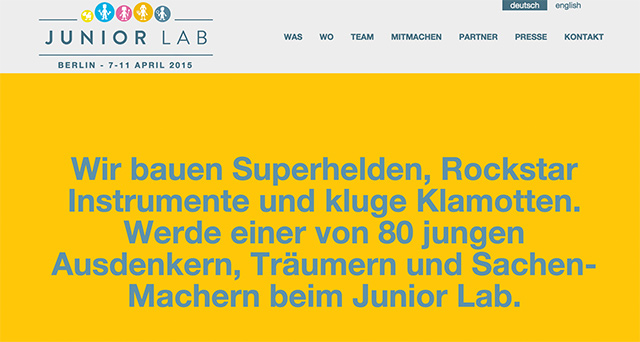 deutsch english
JUNIOR LAB
WAS WO TEAM MITMACHEN PARTNER PRESSE KONTAKT
BERLIN - 7-11 APRIL 2015
Wir bauen Superhelden, Rockstar
Instrumente und kluge Klamotten.
Werde einer von 80 jungen
Ausdenkern, Träumern und Sachen-
Machern beim Junior Lab.